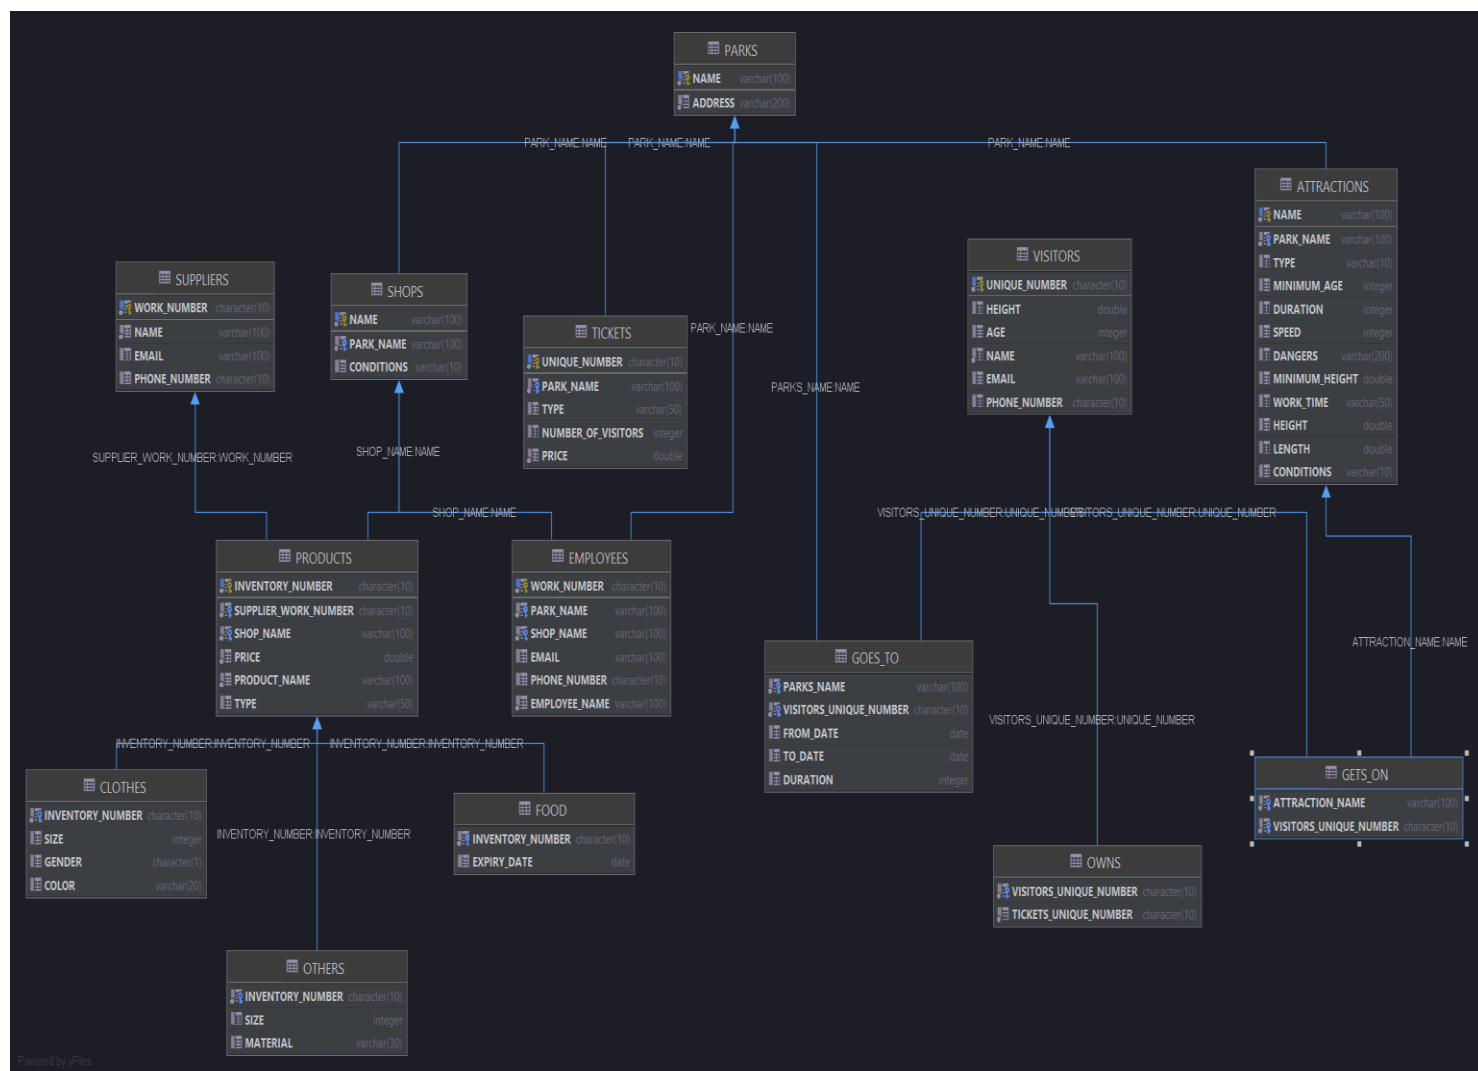 PARKS
NAME varchar(100)
ADDRESS varchar(200)
PARK_NAME:NAME
PARK_NAME:NAME
PARK_NAME:NAME
ATTRACTIONS
NAME varchar(100)
PARK_NAME varchar(100)
TYPE varchar(10)
MINIMUM_AGE integer
DURATION integer
SPEED integer
DANGERS varchar(200)
MINIMUM_HEIGHT double
WORK_TIME varchar(50)
HEIGHT double
LENGTH double
CONDITIONS varchar(10)
VISITORS
UNIQUE_NUMBER character(10)
HEIGHT double
AGE integer
NAME varchar(100)
EMAIL varchar(100)
PHONE_NUMBER character(10)
SUPPLIERS
WORK_NUMBER character(10)
NAME varchar(100)
EMAIL varchar(100)
PHONE_NUMBER character(10)
SHOPS
NAME varchar(100)
PARK_NAME varchar(100)
CONDITIONS varchar(10)
TICKETS
UNIQUE_NUMBER character(10)
PARK_NAME varchar(100)
TYPE varchar(50)
NUMBER_OF_VISITORS integer
PRICE double
PARK_NAME:NAME
PARKS_NAME:NAME
SUPPLIER_WORK_NUMBER:WORK_NUMBER
SHOP_NAME:NAME
SHOP_NAME:NAME
VISITORS_UNIQUE_NUMBER:UNIQUE_NUMBER
VISITORS_UNIQUE_NUMBER:UNIQUE_NUMBER
PRODUCTS
INVENTORY_NUMBER character(10)
SUPPLIER_WORK_NUMBER character(10)
SHOP_NAME varchar(100)
PRICE double
PRODUCT_NAME varchar(100)
TYPE varchar(50)
EMPLOYEES
WORK_NUMBER character(10)
PARK_NAME varchar(100)
SHOP_NAME varchar(100)
EMAIL varchar(100)
PHONE_NUMBER character(10)
EMPLOYEE_NAME varchar(100)
GOES_TO
PARKS_NAME varchar(100)
VISITORS_UNIQUE_NUMBER character(10)
FROM_DATE date
TO_DATE date
DURATION integer
ATTRACTION_NAME:NAME
VISITORS_UNIQUE_NUMBER:UNIQUE_NUMBER
INVENTORY_NUMBER:INVENTORY_NUMBER
INVENTORY_NUMBER:INVENTORY_NUMBER
GETS_ON
ATTRACTION_NAME varchar(100)
VISITORS_UNIQUE_NUMBER character(10)
CLOTHES
INVENTORY_NUMBER character(10)
SIZE integer
GENDER character(1)
COLOR varchar(20)
INVENTORY_NUMBER:INVENTORY_NUMBER
FOOD
INVENTORY_NUMBER character(10)
EXPIRY_DATE date
OWNS
VISITORS_UNIQUE_NUMBER character(10)
TICKETS_UNIQUE_NUMBER character(10)
OTHERS
INVENTORY_NUMBER character(10)
SIZE integer
MATERIAL varchar(30)
Powered by yFiles